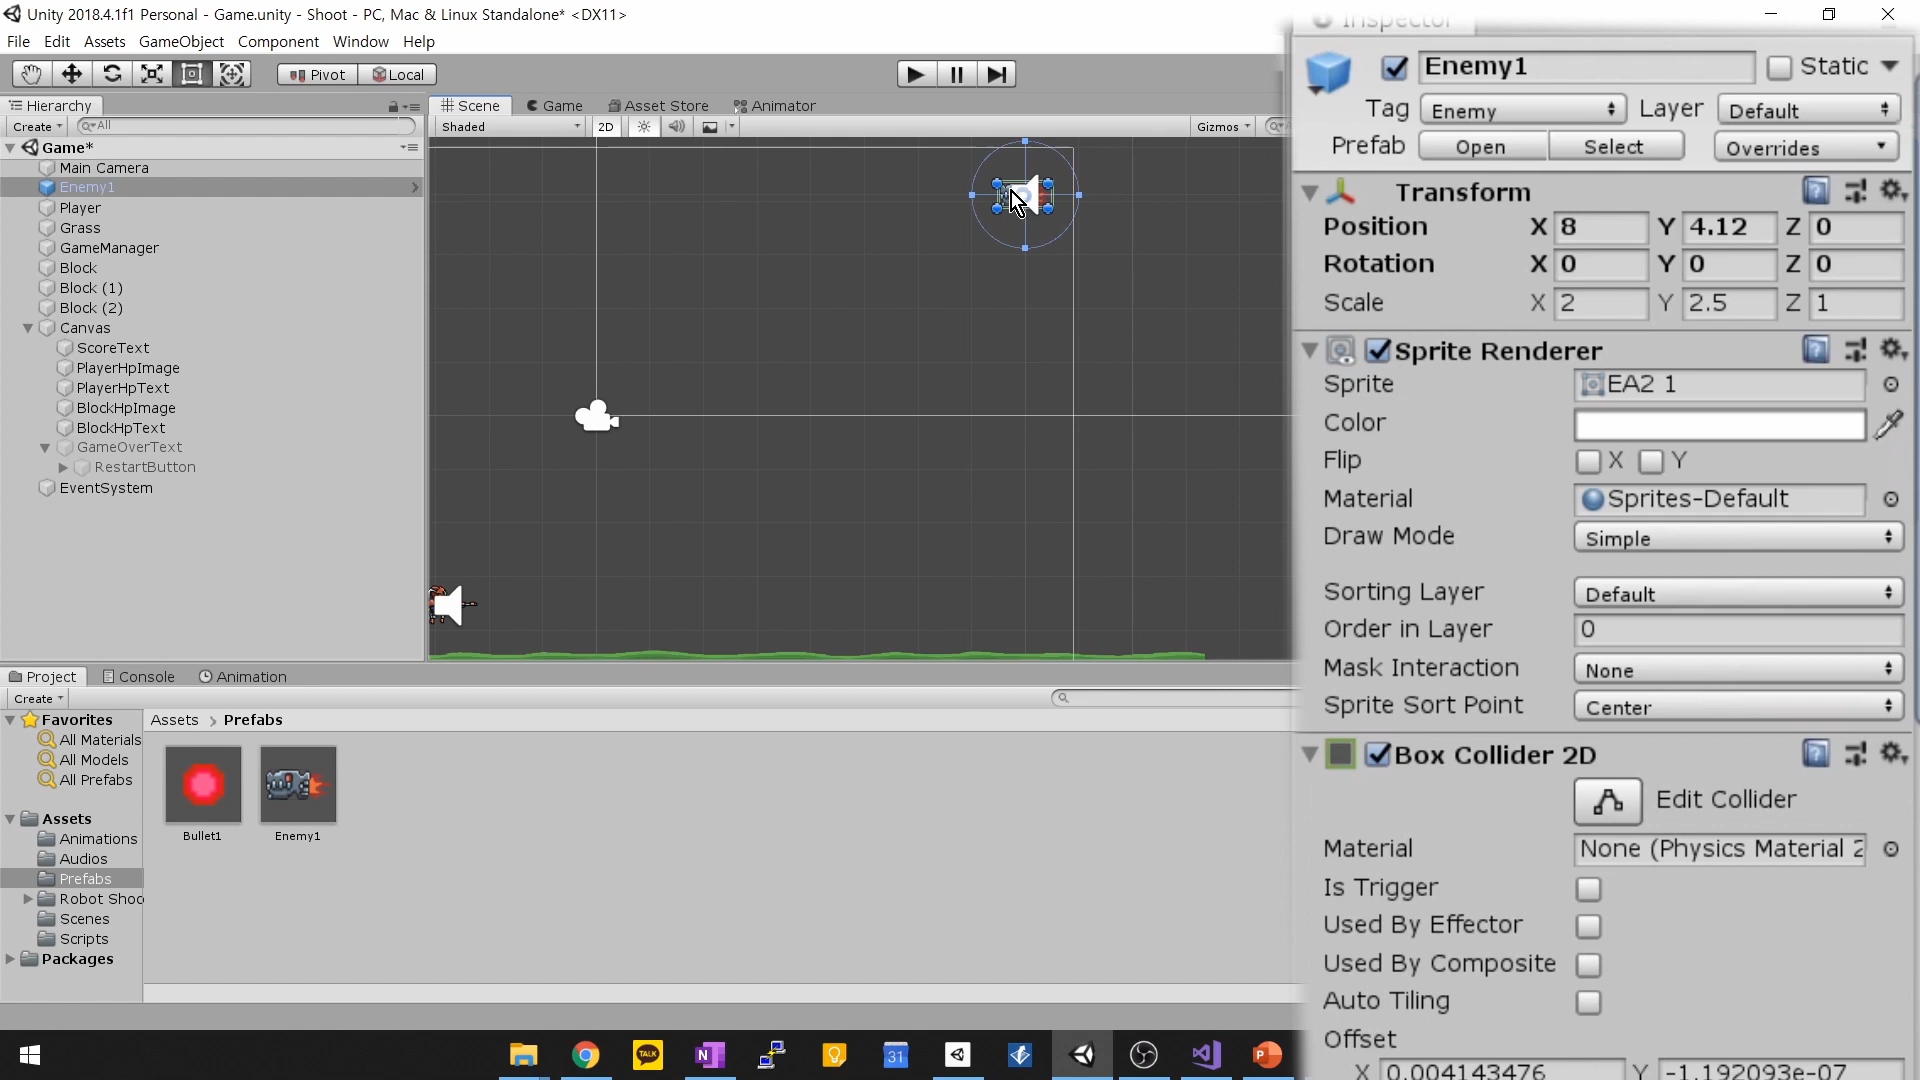 Unity 2018.4.1f1 Personal - Game.unity - Shoot - PC, Mac & Linux Standalone* <DX11>
File Edit Assets GameObject Component Window Help
Pivot Local
Hierarchy
Create All
Game*
Main Camera
Enemy1
Player
Grass
GameManager
Block
Block (1)
Block (2)
Canvas
ScoreText
PlayerHpImage
PlayerHpText
BlockHpImage
BlockHpText
GameOverText
RestartButton
EventSystem
Scene Game Asset Store Animator
Shaded 2D Gizmos
Project Console Animation
Create
Favorites
All Materials
All Models
All Prefabs
Assets
Animations
Audios
Prefabs
Robot Shoo
Scenes
Scripts
Packages
Assets > Prefabs
Bullet1 Enemy1
Inspector
Enemy1 Static
Tag Enemy Layer Default
Prefab Open Select Overrides
Transform
Position X 8 Y 4.12 Z 0
Rotation X 0 Y 0 Z 0
Scale X 2 Y 2.5 Z 1
Sprite Renderer
Sprite EA2 1
Color
Flip X Y
Material Sprites-Default
Draw Mode Simple
Sorting Layer Default
Order in Layer 0
Mask Interaction None
Sprite Sort Point Center
Box Collider 2D
Edit Collider
Material None (Physics Material 2
Is Trigger
Used By Effector
Used By Composite
Auto Tiling
Offset
X 0.004143476 Y -1.192093e-07
TALK
N
31
P